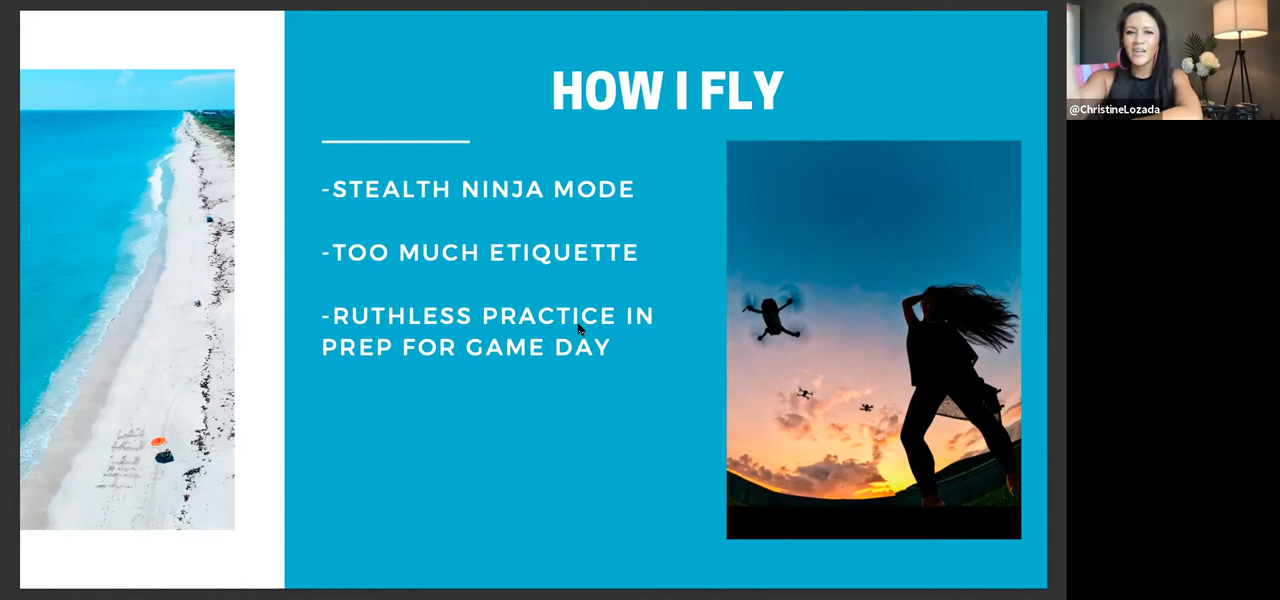 HOW I FLY
-STEALTH NINJA MODE
-TOO MUCH ETIQUETTE
-RUTHLESS PRACTICE IN
PREP FOR GAME DAY
@ChristineLozada